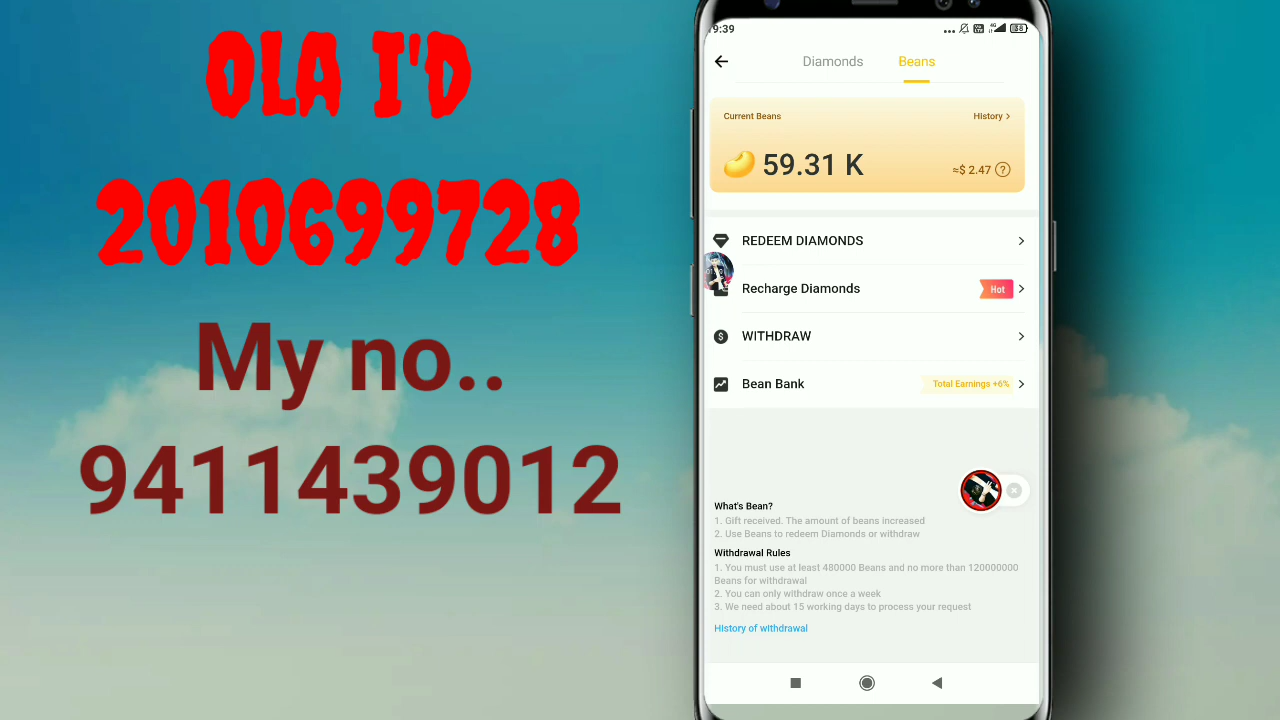 OLA I'D
2010699728
My no..
9411439012
19:39
Diamonds Beans
Current Beans History >
59.31 K ≈$ 2.47 ?
REDEEM DIAMONDS
Recharge Diamonds Hot
WITHDRAW
Bean Bank Total Earnings +6%
What's Bean?
1. Gift received. The amount of beans increased
2. Use Beans to redeem Diamonds or withdraw
Withdrawal Rules
1. You must use at least 480000 Beans and no more than 120000000
Beans for withdrawal
2. You can only withdraw once a week
3. We need about 15 working days to process your request
History of withdrawal